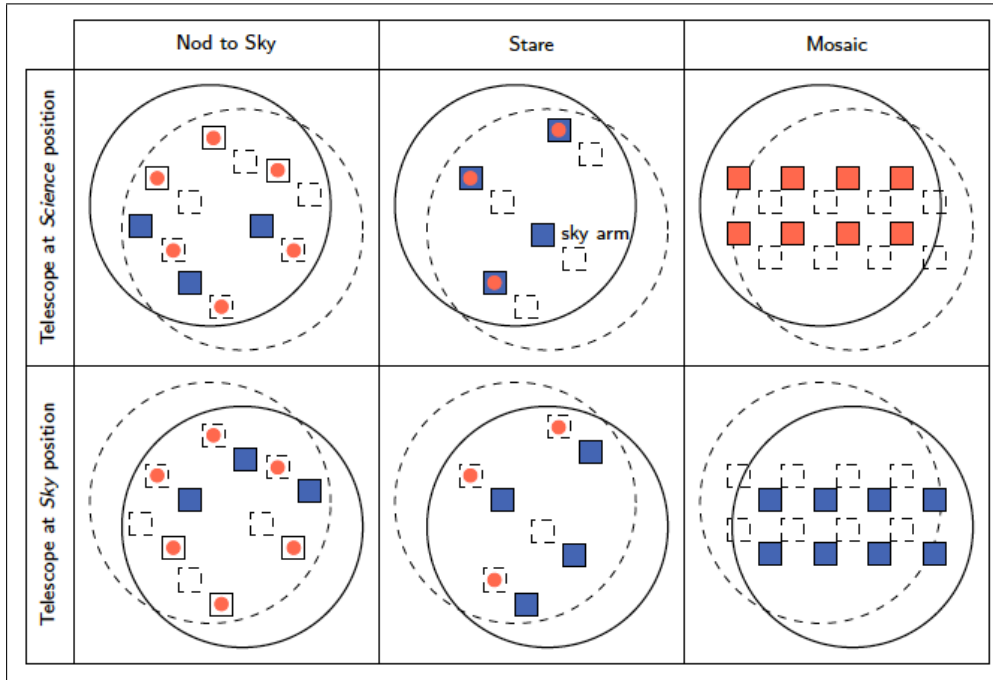 Nod to Sky
Stare
Mosaic
Telescope at Science position
sky arm
Telescope at Sky position